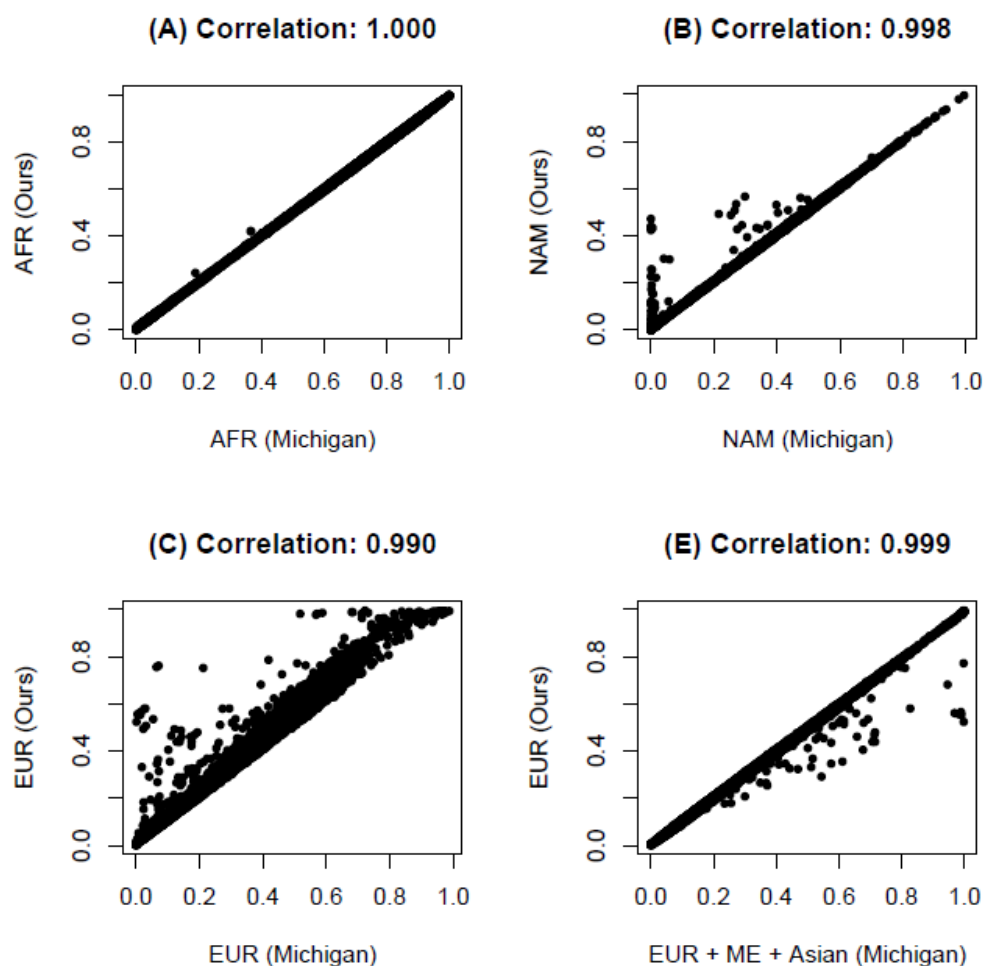 (A) Correlation: 1.000
AFR (Ours)
0.0 0.4 0.8
0.0 0.2 0.4 0.6 0.8 1.0
AFR (Michigan)
(B) Correlation: 0.998
NAM (Ours)
0.0 0.4 0.8
0.0 0.2 0.4 0.6 0.8 1.0
NAM (Michigan)
(C) Correlation: 0.990
EUR (Ours)
0.0 0.4 0.8
0.0 0.2 0.4 0.6 0.8 1.0
EUR (Michigan)
(E) Correlation: 0.999
EUR (Ours)
0.0 0.4 0.8
0.0 0.2 0.4 0.6 0.8 1.0
EUR + ME + Asian (Michigan)